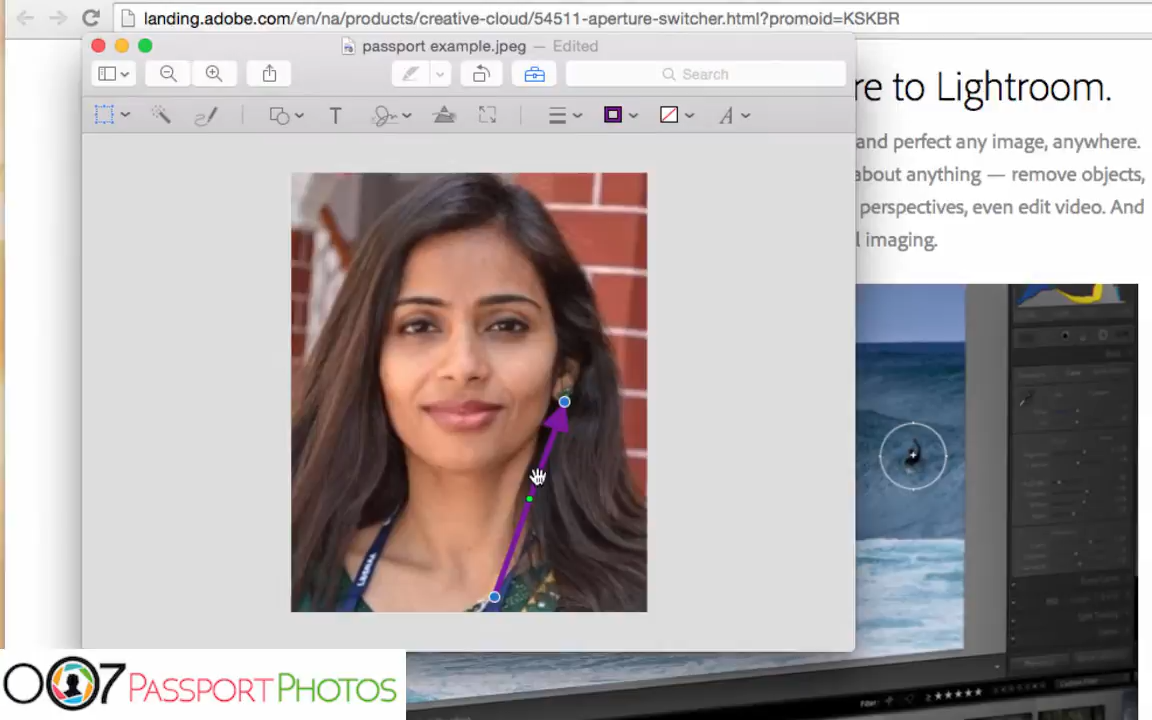 landing.adobe.com/en/na/products/creative-cloud/54511-aperture-switcher.html?promoid=KSKBR
passport example.jpeg — Edited
Search
T
A
re to Lightroom.
and perfect any image, anywhere.
about anything — remove objects,
perspectives, even edit video. And
l imaging.
Filter:
007 PASSPORT PHOTOS